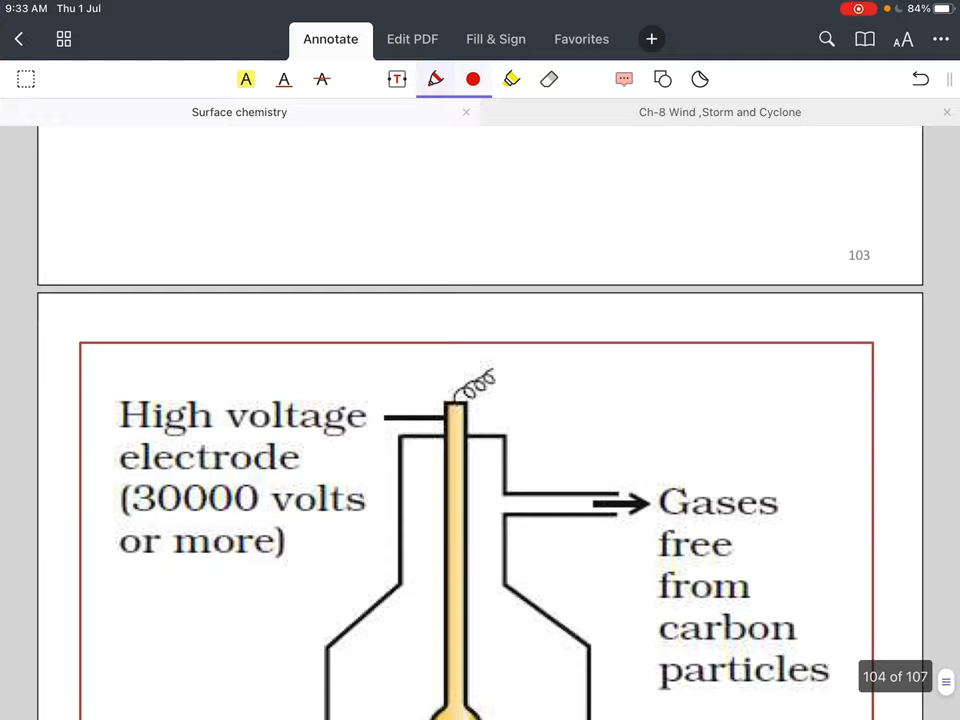 9:33 AM Thu 1 Jul
84%
Annotate
Edit PDF
Fill & Sign
Favorites
AA
A
A
A
T
Surface chemistry
Ch-8 Wind ,Storm and Cyclone
103
High voltage
electrode
(30000 volts
or more)
Gases
free
from
carbon
particles
104 of 107